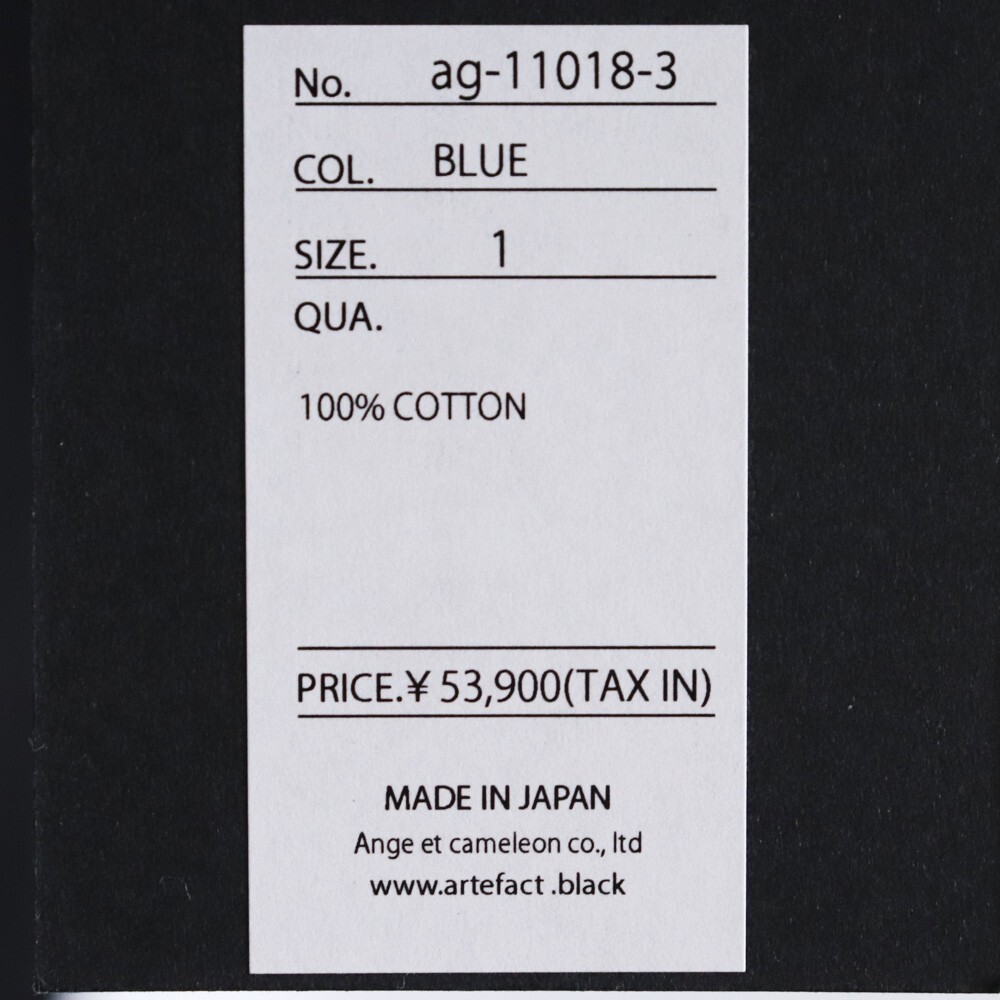 No. ag-11018-3
COL. BLUE
SIZE. 1
QUA.
100% COTTON
PRICE.¥ 53,900(TAX IN)
MADE IN JAPAN
Ange et cameleon co., ltd
www.artefact .black